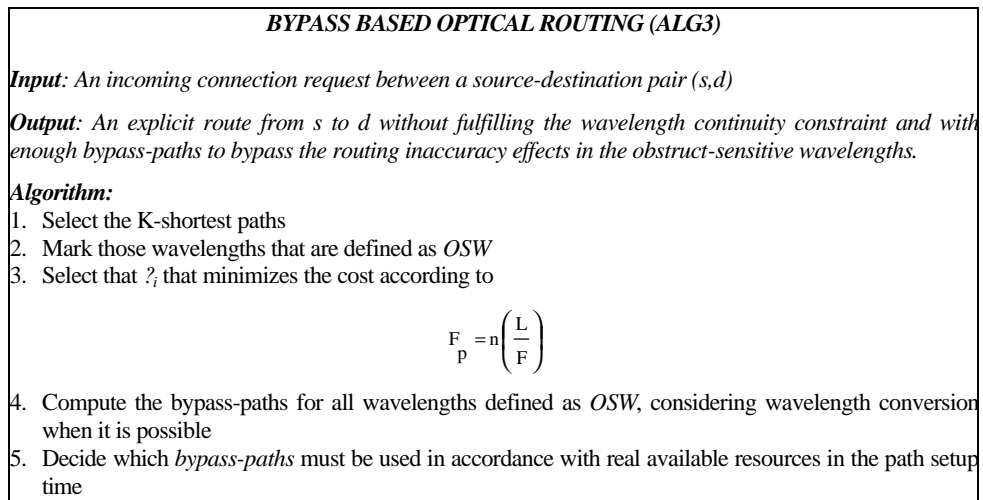 BYPASS BASED OPTICAL ROUTING (ALG3)
Input: An incoming connection request between a source-destination pair (s,d)
Output: An explicit route from s to d without fulfilling the wavelength continuity constraint and with
enough bypass-paths to bypass the routing inaccuracy effects in the obstruct-sensitive wavelengths.
Algorithm:
1. Select the K-shortest paths
2. Mark those wavelengths that are defined as OSW
3. Select that ?i that minimizes the cost according to
F_p = n(L/F)
4. Compute the bypass-paths for all wavelengths defined as OSW, considering wavelength conversion
when it is possible
5. Decide which bypass-paths must be used in accordance with real available resources in the path setup
time